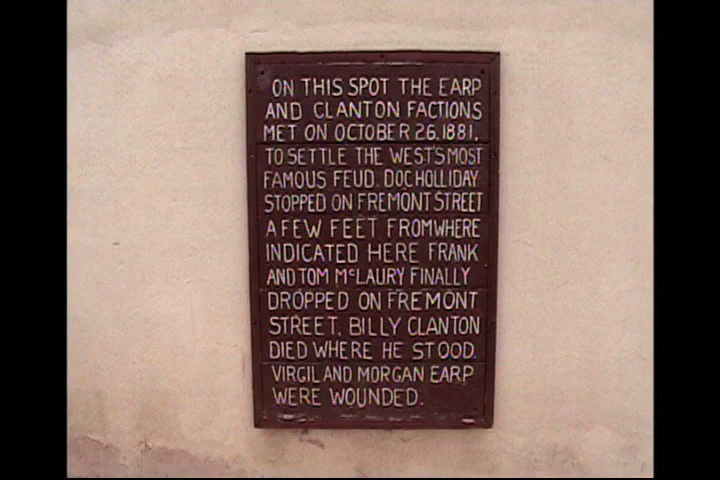 ON THIS SPOT THE EARP
AND CLANTON FACTIONS
MET ON OCTOBER 26, 1881,
TO SETTLE THE WEST'S MOST
FAMOUS FEUD. DOC HOLLIDAY
STOPPED ON FREMONT STREET
A FEW FEET FROM WHERE
INDICATED HERE FRANK
AND TOM McLAURY FINALLY
DROPPED ON FREMONT
STREET. BILLY CLANTON
DIED WHERE HE STOOD.
VIRGIL AND MORGAN EARP
WERE WOUNDED.